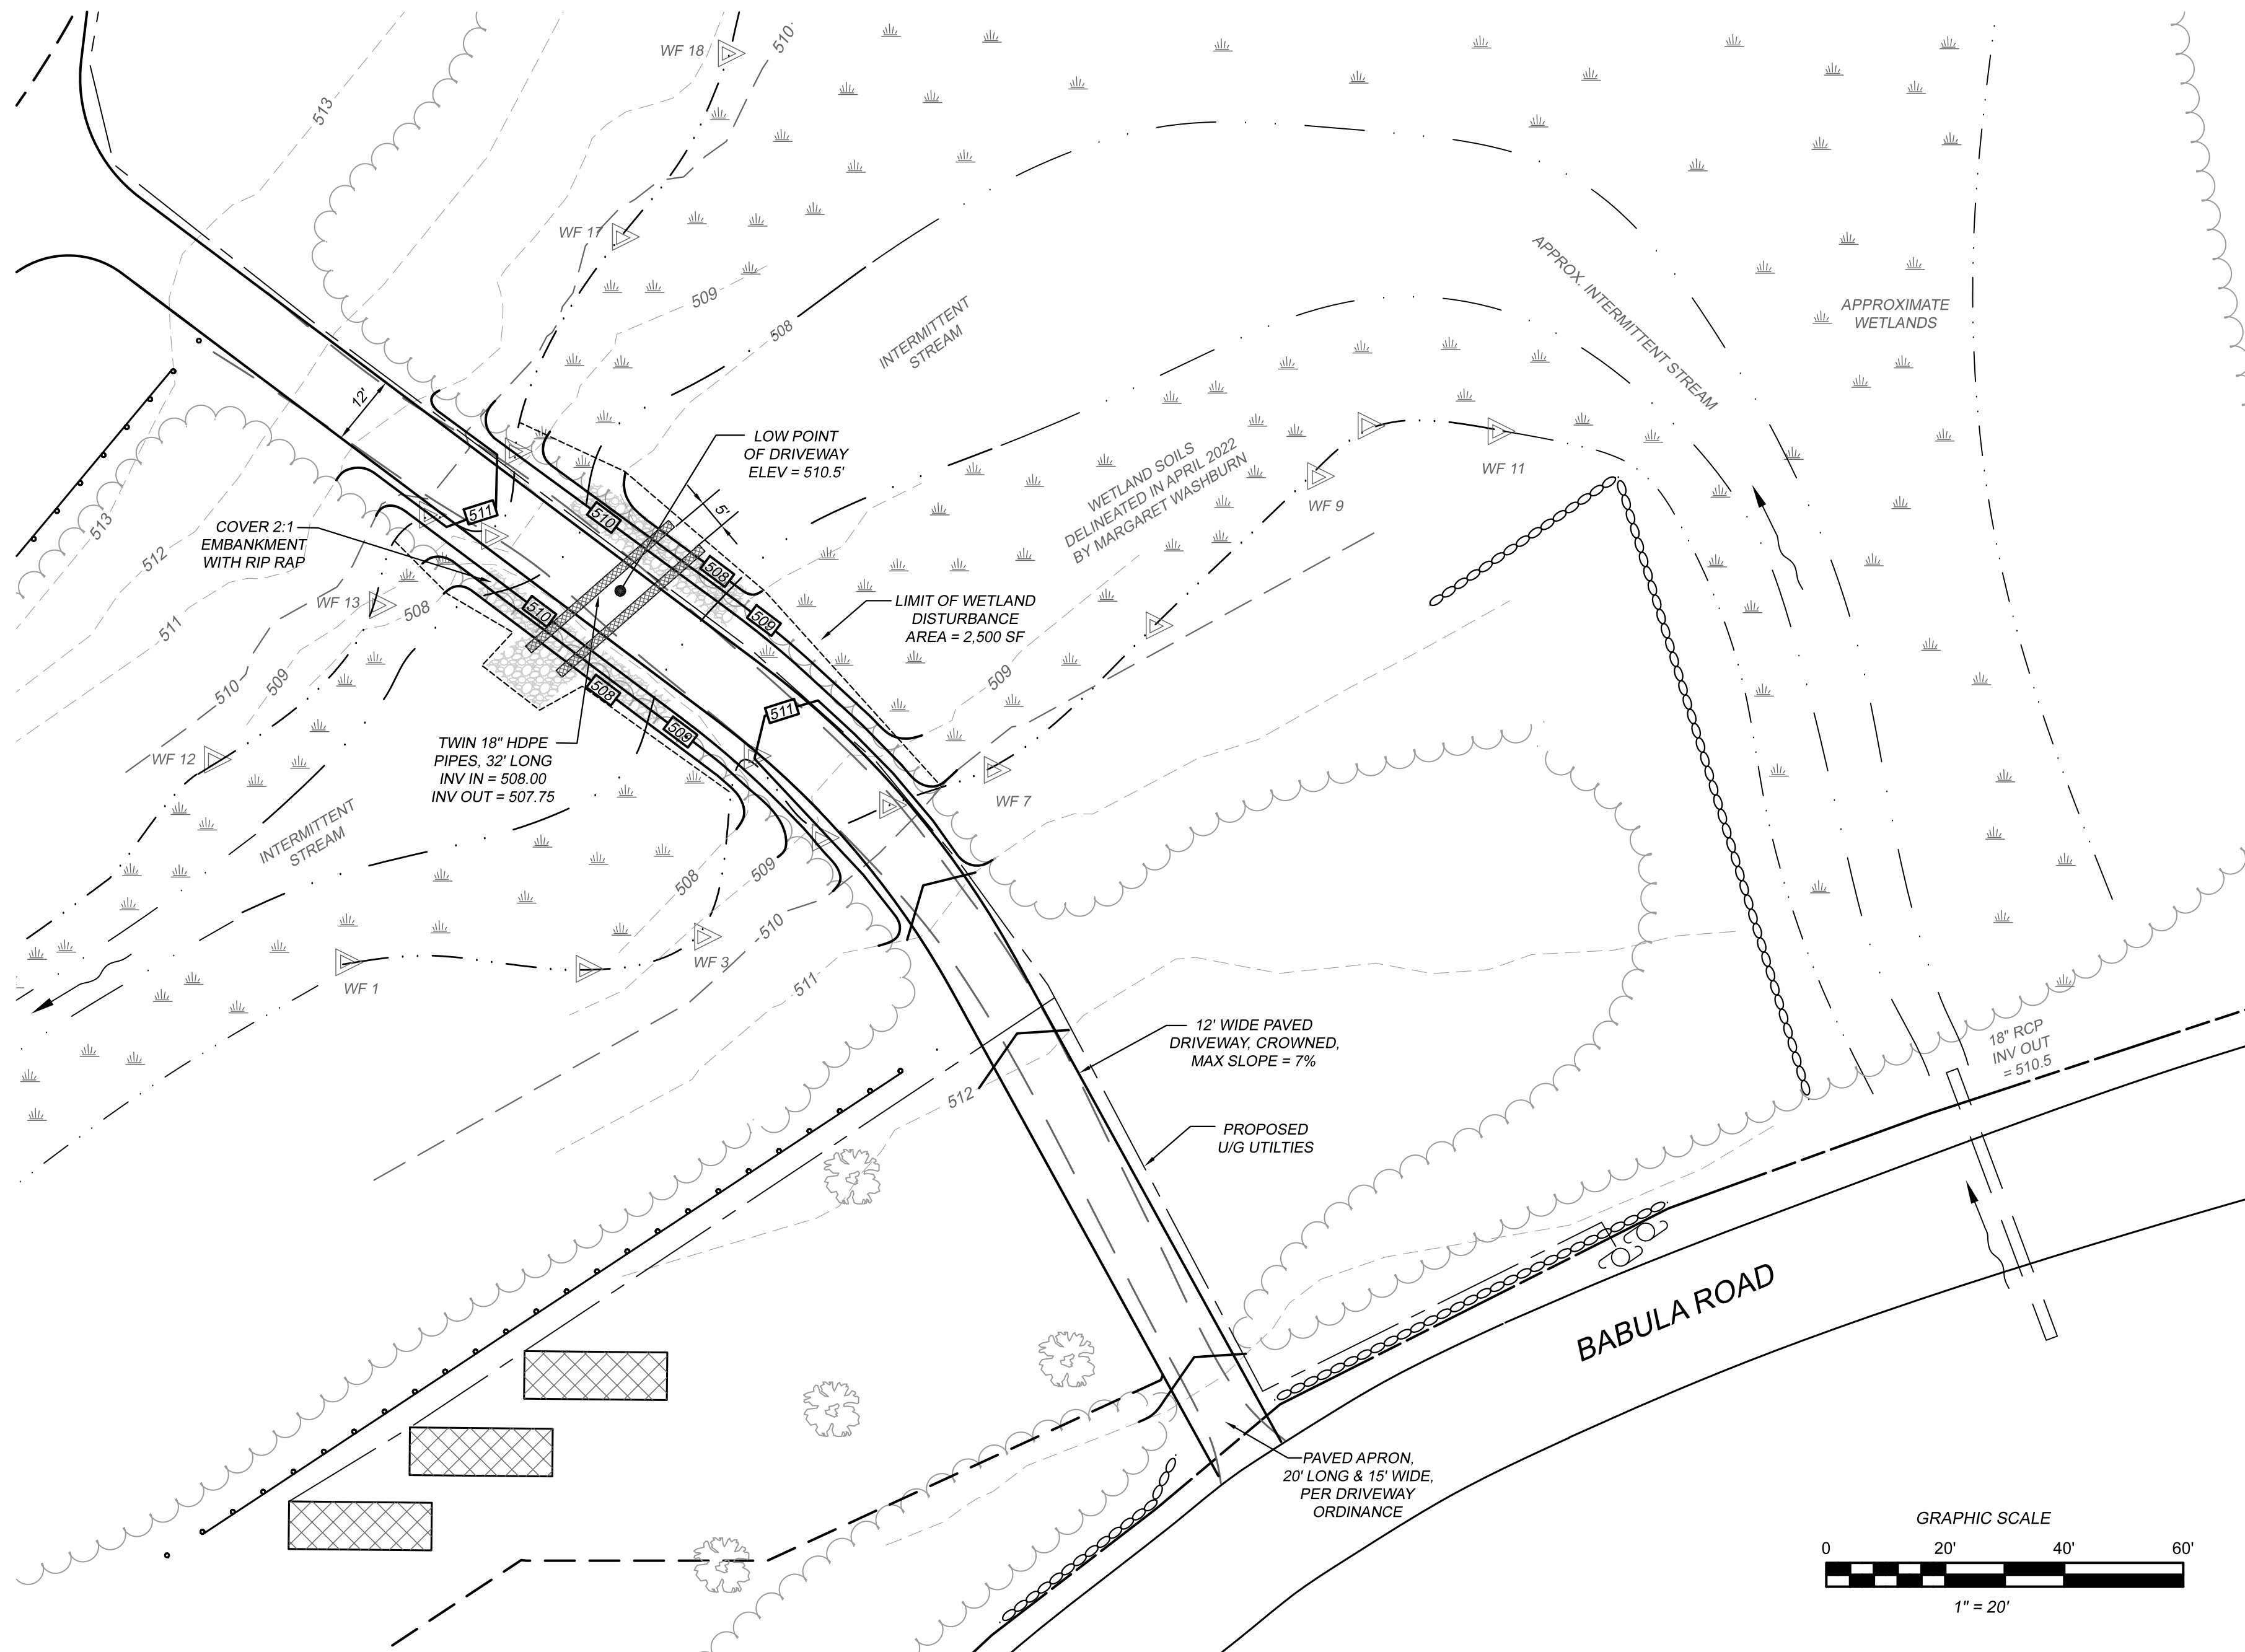 WF 18
510
513
WF 17
509
508
INTERMITTENT
STREAM
APPROX. INTERMITTENT STREAM
APPROXIMATE
WETLANDS
12'
LOW POINT
OF DRIVEWAY
ELEV = 510.5'
WETLAND SOILS
DELINEATED IN APRIL 2022
BY MARGARET WASHBURN
WF 11
WF 9
511
510
5'
513
512
COVER 2:1
EMBANKMENT
WITH RIP RAP
508
510
509
LIMIT OF WETLAND
DISTURBANCE
AREA = 2,500 SF
WF 13
508
511
510
509
508
509
511
509
WF 12
TWIN 18" HDPE
PIPES, 32' LONG
INV IN = 508.00
INV OUT = 507.75
WF 7
INTERMITTENT
STREAM
508
509
510
WF 3
WF 1
511
512
12' WIDE PAVED
DRIVEWAY, CROWNED,
MAX SLOPE = 7%
18" RCP
INV OUT
= 510.5
PROPOSED
U/G UTILTIES
BABULA ROAD
PAVED APRON,
20' LONG & 15' WIDE,
PER DRIVEWAY
ORDINANCE
GRAPHIC SCALE
0 20' 40' 60'
1" = 20'